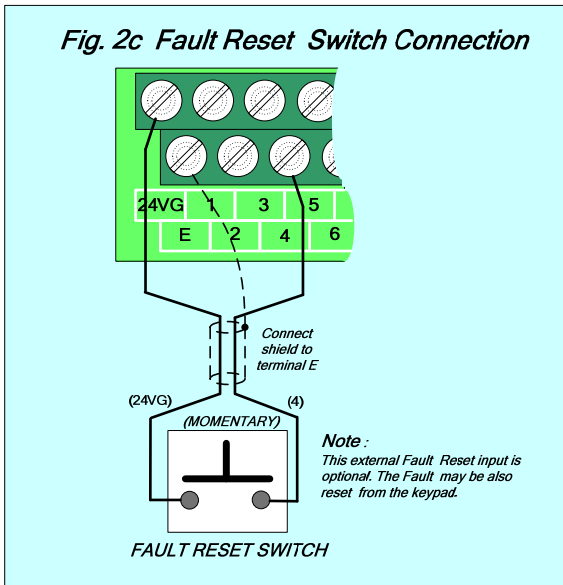 Fig. 2c Fault Reset Switch Connection
24VG 1 3 5
E 2 4 6
Connect
shield to
terminal E
(24VG)
(4)
(MOMENTARY)
Note :
This external Fault Reset input is
optional. The Fault may be also
reset from the keypad.
FAULT RESET SWITCH